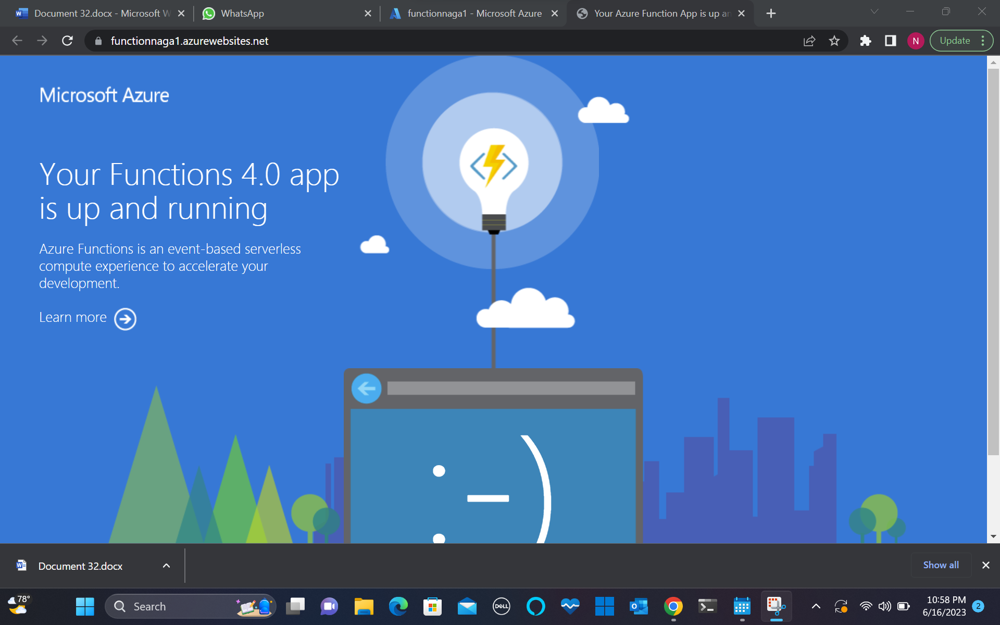 Document 32.docx - Microsoft W
WhatsApp
functionnaga1 - Microsoft Azure
Your Azure Function App is up an
functionnaga1.azurewebsites.net
N
Update
Microsoft Azure
Your Functions 4.0 app
is up and running
Azure Functions is an event-based serverless
compute experience to accelerate your
development.
Learn more
:-)
Document 32.docx
Show all
78°
Search
DELL
10:58 PM
6/16/2023
2